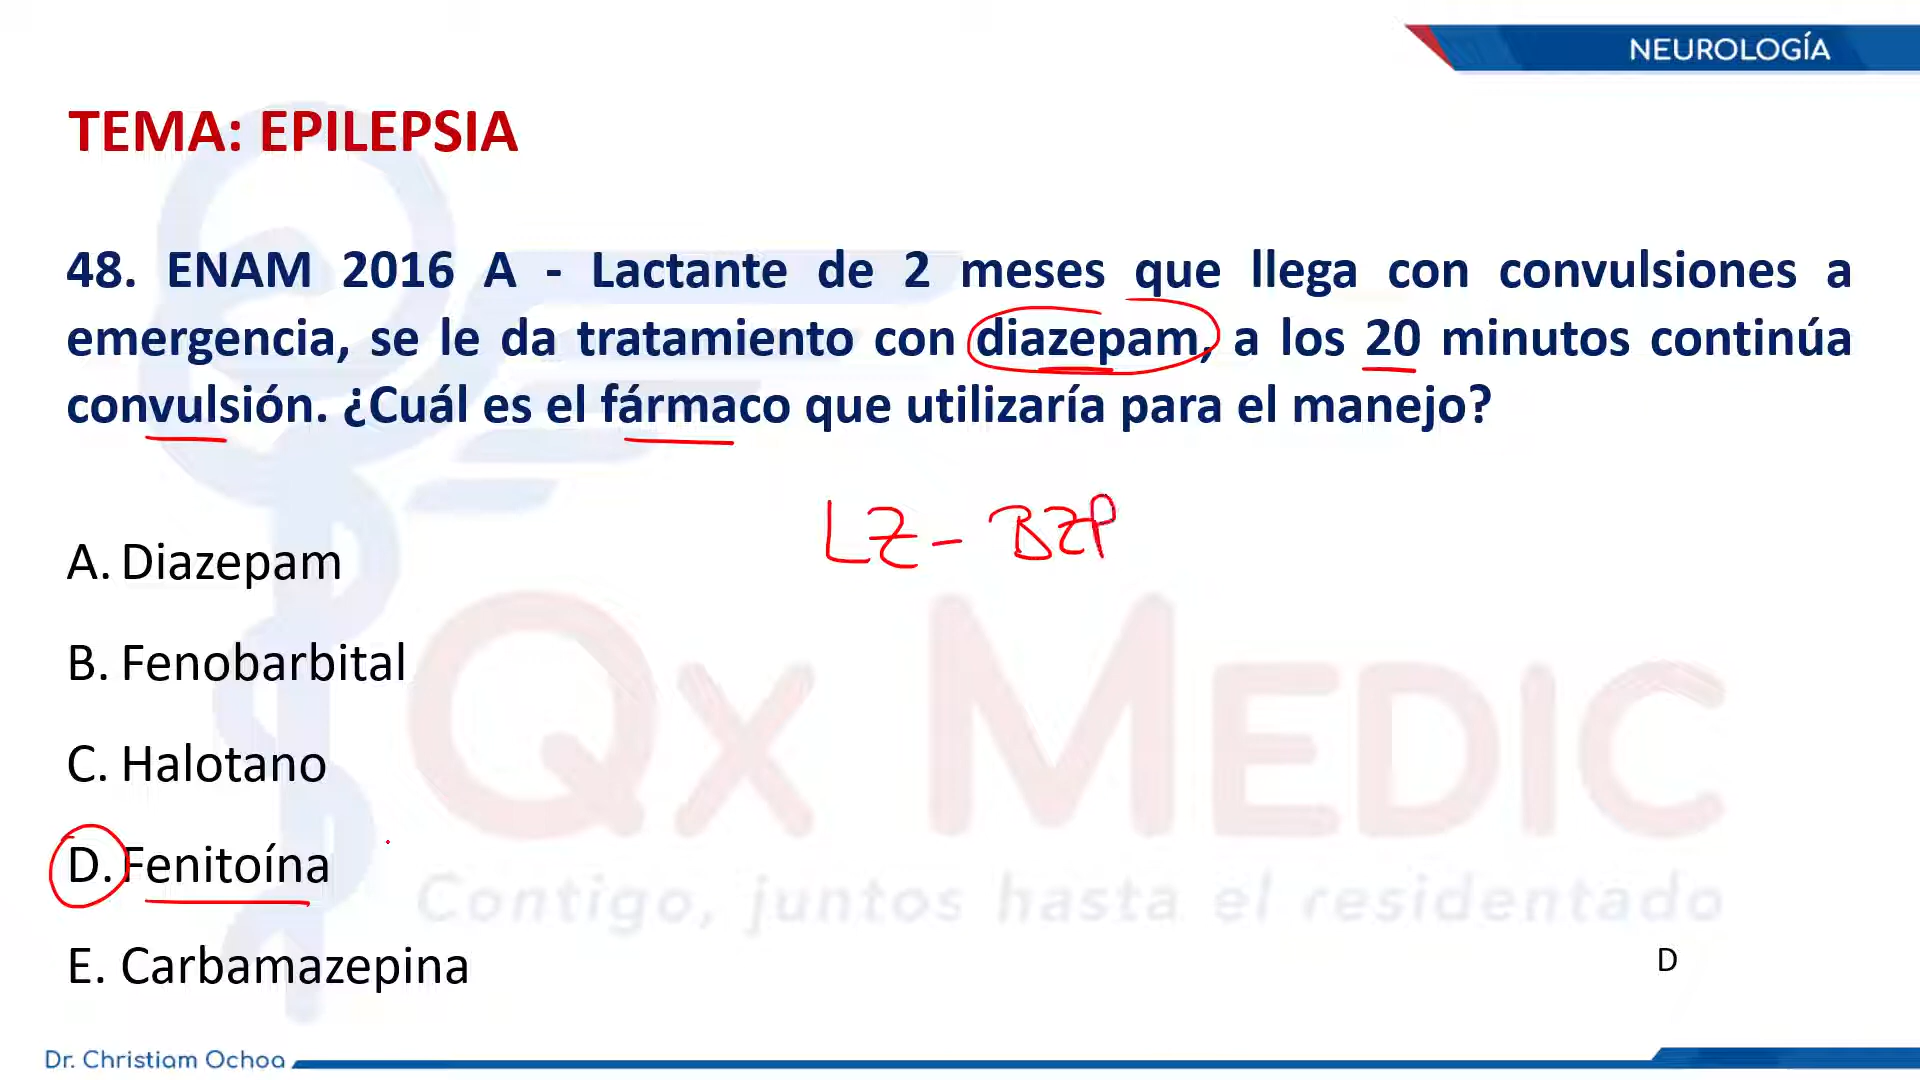 NEUROLOGÍA
TEMA: EPILEPSIA
48. ENAM 2016 A - Lactante de 2 meses que llega con convulsiones a
emergencia, se le da tratamiento con diazepam, a los 20 minutos continúa
convulsión. ¿Cuál es el fármaco que utilizaría para el manejo?
LZ - BZP
A. Diazepam
B. Fenobarbital
C. Halotano
D. Fenitoína
E. Carbamazepina
QX MEDIC
Contigo, juntos hasta el residentado
D
Dr. Christiam Ochoa